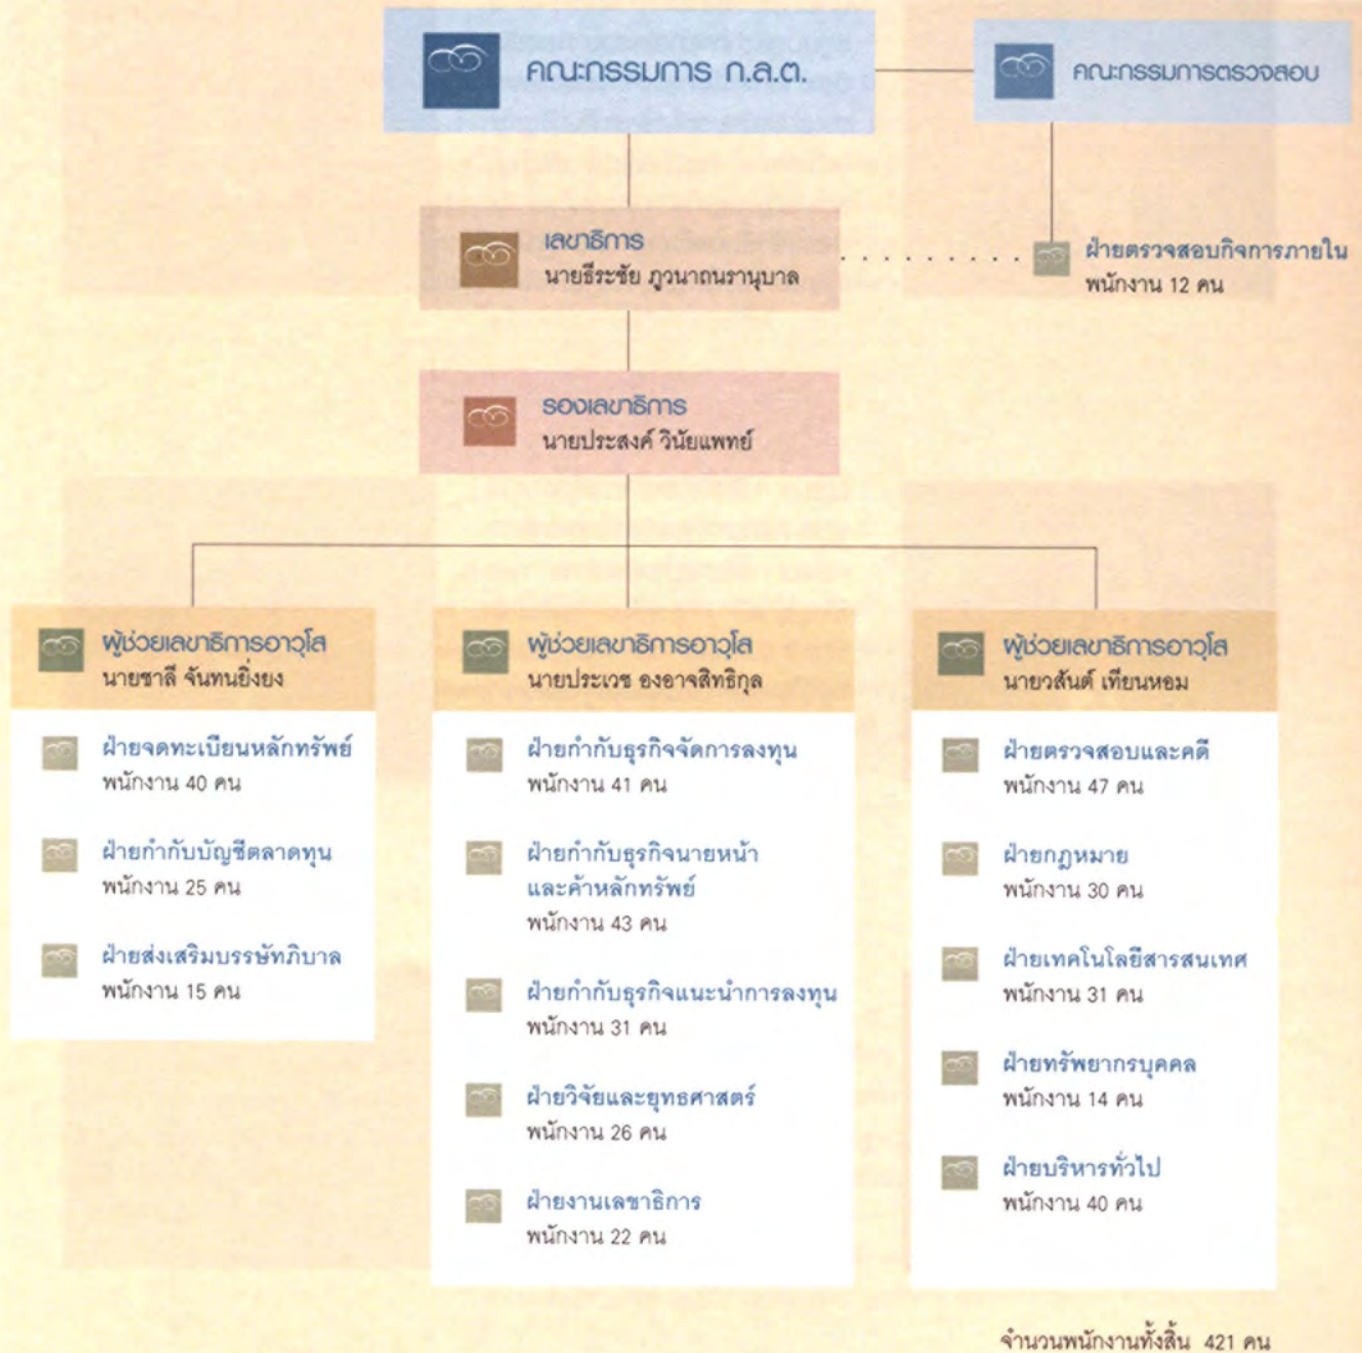 คณะกรรมการ ก.ล.ต.
คณะกรรมการตรวจสอบ
เลขาธิการ
นายธีระชัย ภูวนาถนรานุบาล
ฝ่ายตรวจสอบกิจการภายใน
พนักงาน 12 คน
รองเลขาธิการ
นายประสงค์ วินัยแพทย์
ผู้ช่วยเลขาธิการอาวุโส
นายชาลี จันทนยิ่งยง
ฝ่ายจดทะเบียนหลักทรัพย์
พนักงาน 40 คน
ฝ่ายกำกับบัญชีตลาดทุน
พนักงาน 25 คน
ฝ่ายส่งเสริมบรรษัทภิบาล
พนักงาน 15 คน
ผู้ช่วยเลขาธิการอาวุโส
นายประเวช องอาจสิทธิกุล
ฝ่ายกำกับธุรกิจจัดการลงทุน
พนักงาน 41 คน
ฝ่ายกำกับธุรกิจนายหน้า
และค้าหลักทรัพย์
พนักงาน 43 คน
ฝ่ายกำกับธุรกิจแนะนำการลงทุน
พนักงาน 31 คน
ฝ่ายวิจัยและยุทธศาสตร์
พนักงาน 26 คน
ฝ่ายงานเลขาธิการ
พนักงาน 22 คน
ผู้ช่วยเลขาธิการอาวุโส
นายวสันต์ เทียนหอม
ฝ่ายตรวจสอบและคดี
พนักงาน 47 คน
ฝ่ายกฎหมาย
พนักงาน 30 คน
ฝ่ายเทคโนโลยีสารสนเทศ
พนักงาน 31 คน
ฝ่ายทรัพยากรบุคคล
พนักงาน 14 คน
ฝ่ายบริหารทั่วไป
พนักงาน 40 คน
จำนวนพนักงานทั้งสิ้น 421 คน